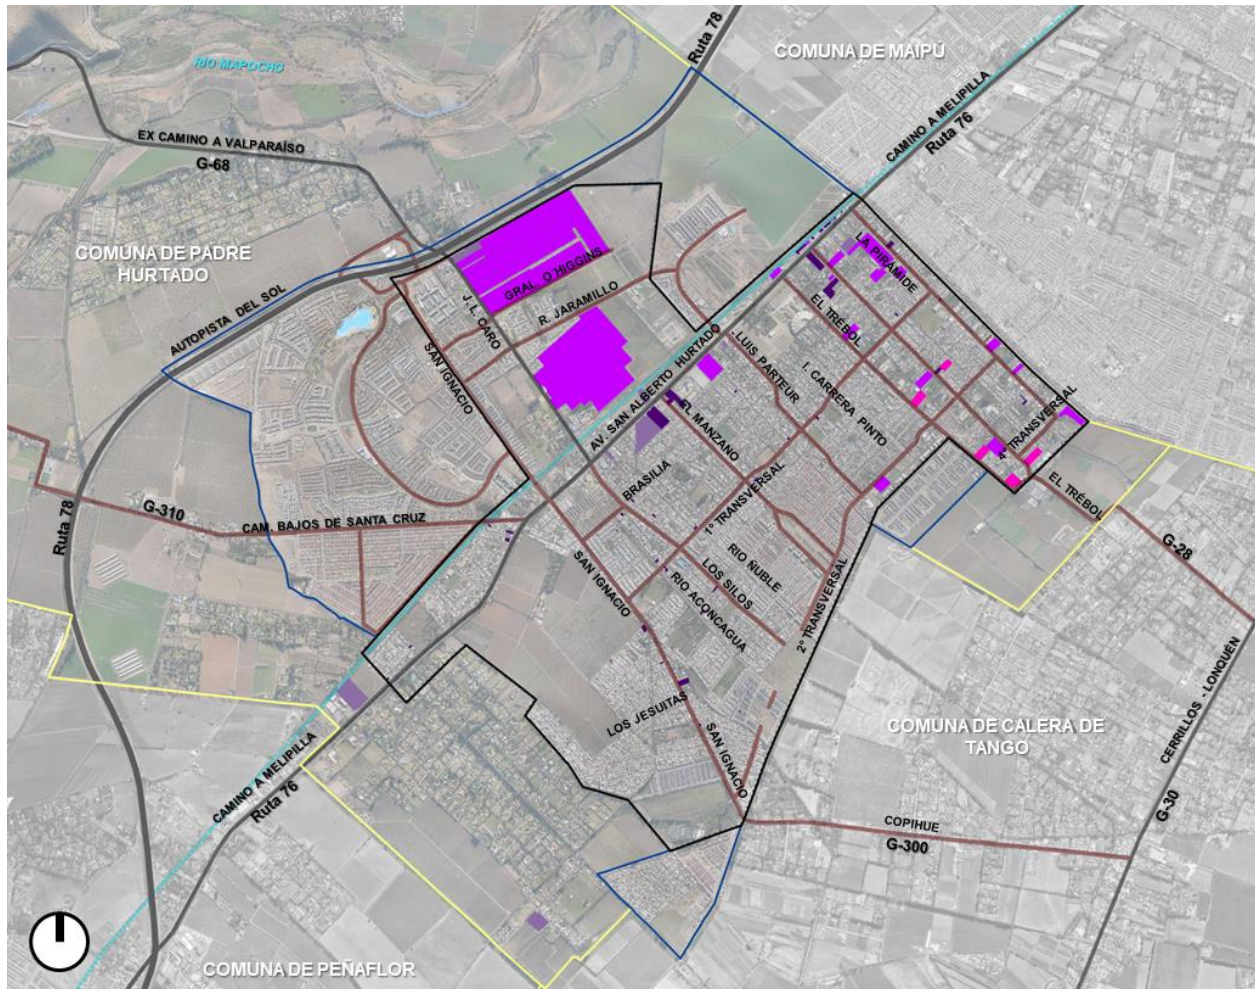 Ruta 78
COMUNA DE MAIPÚ
RÍO MAPOCHO
CAMINO A MELIPILLA
Ruta 76
EX CAMINO A VALPARAÍSO
G-68
COMUNA DE PADRE
HURTADO
LA PIRAMIDE
GRAL. O´HIGGINS
AUTOPISTA DEL SOL
J. L. CARO
R. JARAMILLO
EL TRÉBOL
SAN IGNACIO
AV. SAN ALBERTO HURTADO
LUIS PARTEUR
I. CARRERA PINTO
4° TRANSVERSAL
EL MANZANO
BRASILIA
1° TRANSVERSAL
EL TRÉBOL
G-310
CAM. BAJOS DE SANTA CRUZ
Ruta 78
G-28
SAN IGNACIO
RIO ÑUBLE
LOS SILOS
RIO ACONCAGUA
2° TRANSVERSAL
LOS JESUITAS
SAN IGNACIO
COMUNA DE CALERA DE
TANGO
CERRILLOS - LONQUÉN
G-30
CAMINO A MELIPILLA
Ruta 76
COPIHUE
G-300
COMUNA DE PEÑAFLOR